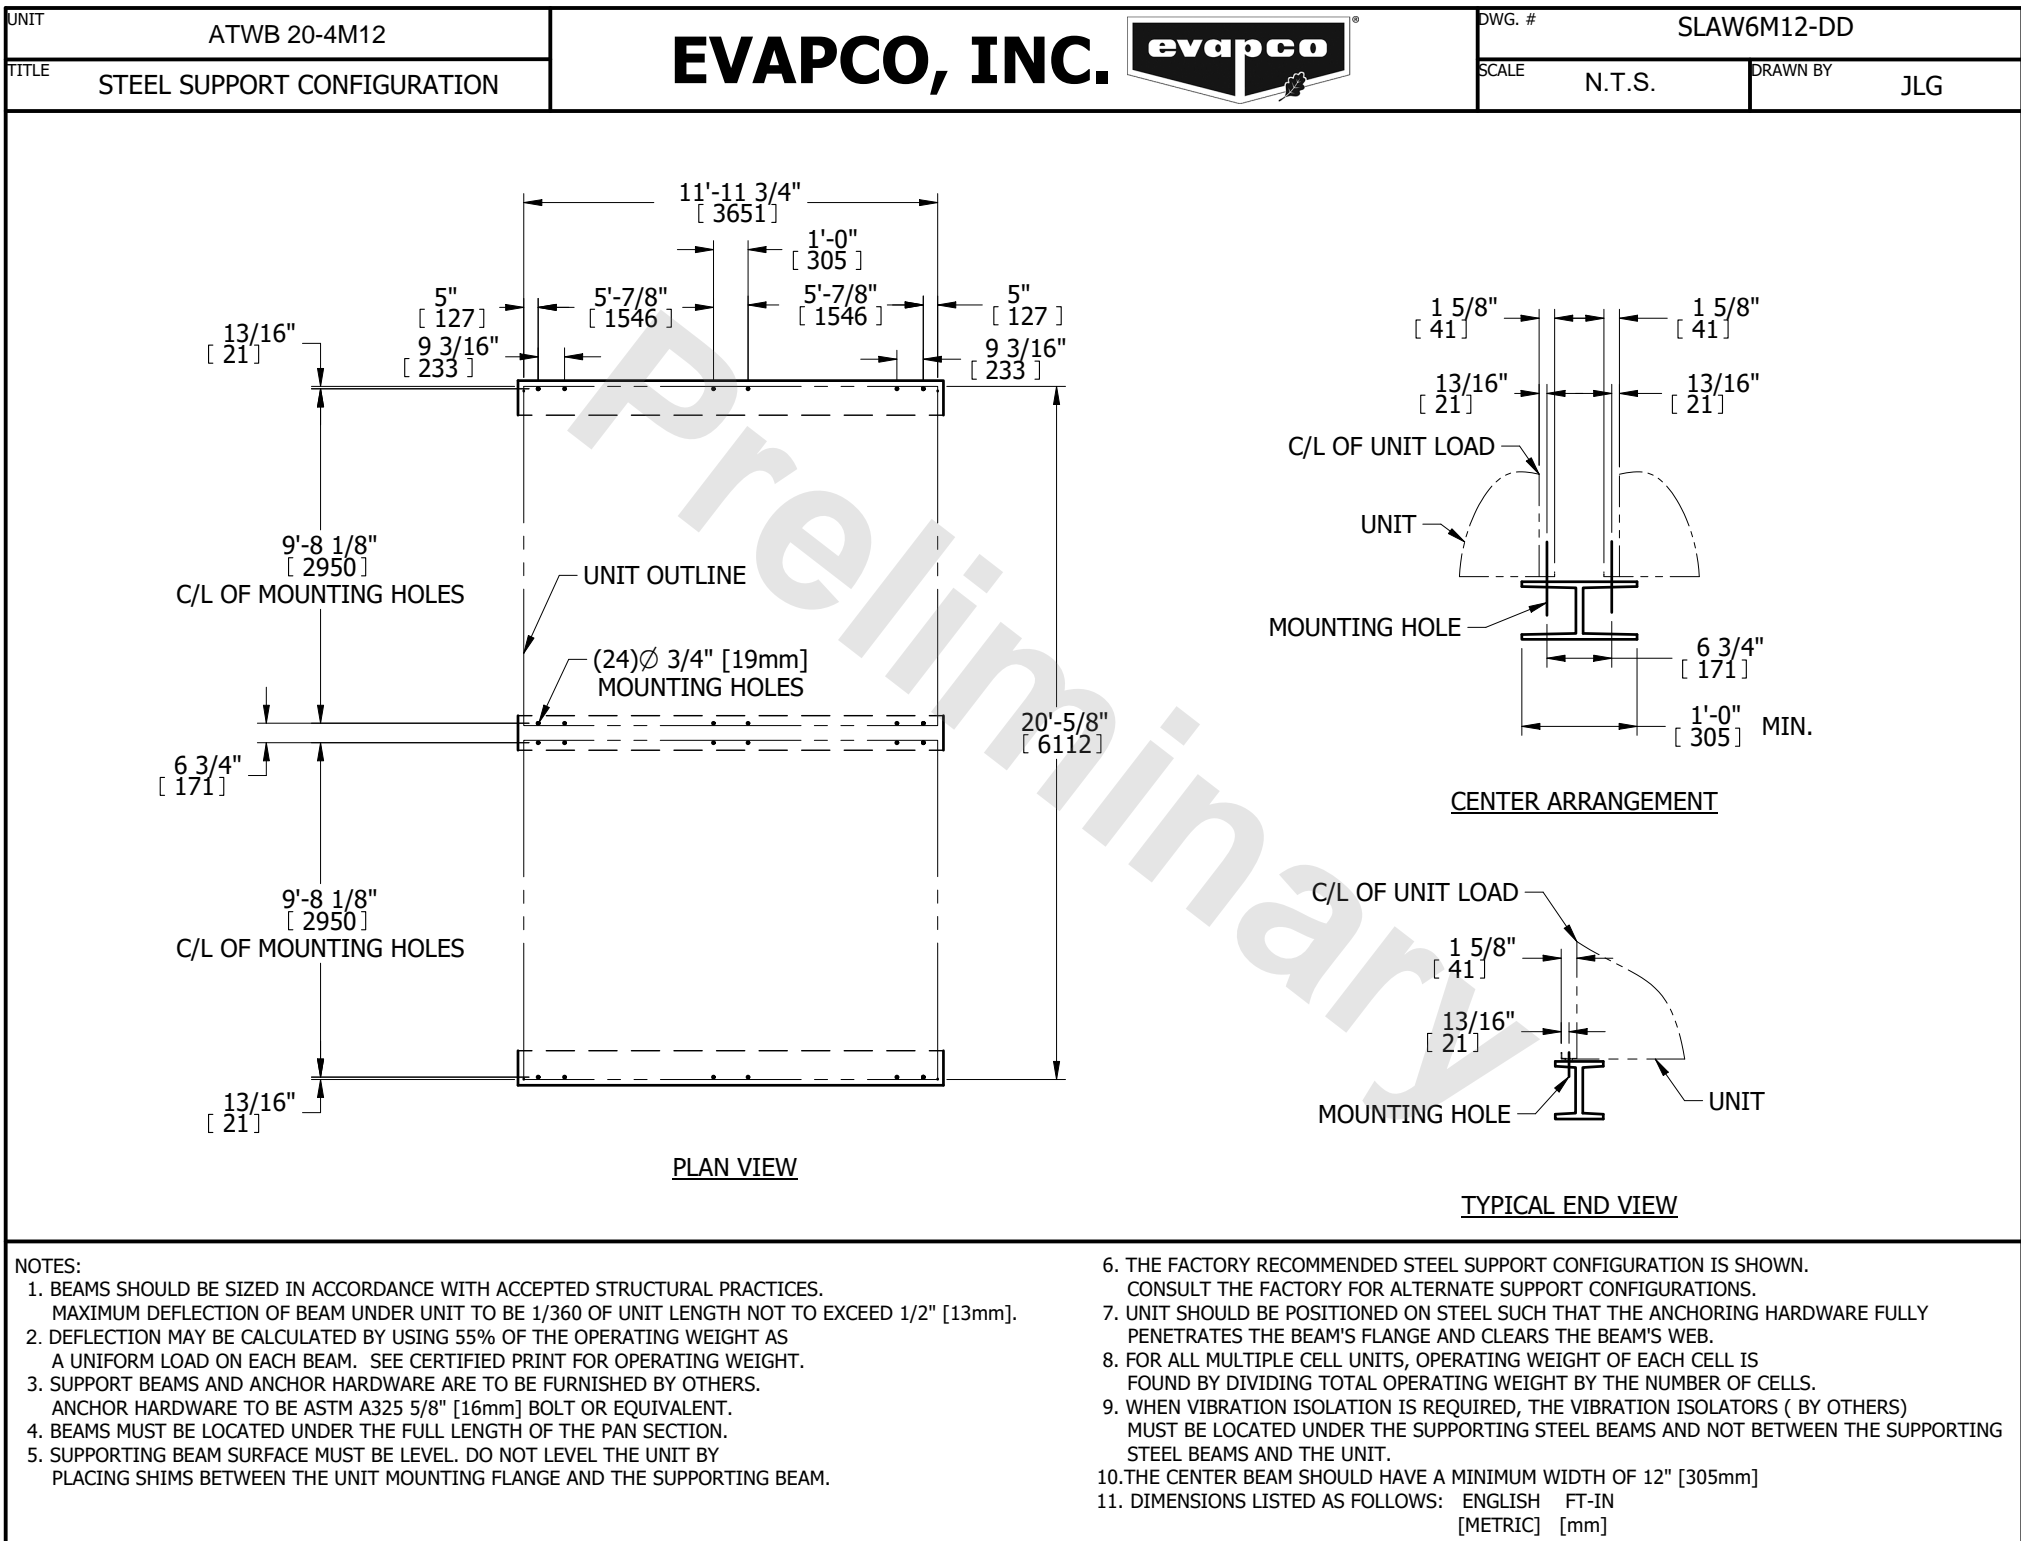 UNIT
ATWB 20-4M12
TITLE
STEEL SUPPORT CONFIGURATION
EVAPCO, INC.
evapco
®
DWG. #
SLAW6M12-DD
SCALE
N.T.S.
DRAWN BY
JLG
11'-11 3/4"
[ 3651]
1'-0"
[ 305 ]
5"
[ 127]
5'-7/8"
[ 1546 ]
5'-7/8"
[ 1546 ]
5"
[ 127 ]
13/16"
[ 21]
9 3/16"
[ 233 ]
9 3/16"
[ 233 ]
9'-8 1/8"
[ 2950]
C/L OF MOUNTING HOLES
UNIT OUTLINE
(24)∅ 3/4" [19mm]
MOUNTING HOLES
20'-5/8"
[ 6112]
6 3/4"
[ 171]
9'-8 1/8"
[ 2950]
C/L OF MOUNTING HOLES
13/16"
[ 21]
PLAN VIEW
Preliminary
1 5/8"
[ 41]
1 5/8"
[ 41]
13/16"
[ 21]
13/16"
[ 21]
C/L OF UNIT LOAD
UNIT
MOUNTING HOLE
6 3/4"
[ 171]
1'-0"
[ 305] MIN.
CENTER ARRANGEMENT
C/L OF UNIT LOAD
1 5/8"
[ 41]
13/16"
[ 21]
MOUNTING HOLE
UNIT
TYPICAL END VIEW
NOTES:
1. BEAMS SHOULD BE SIZED IN ACCORDANCE WITH ACCEPTED STRUCTURAL PRACTICES.
MAXIMUM DEFLECTION OF BEAM UNDER UNIT TO BE 1/360 OF UNIT LENGTH NOT TO EXCEED 1/2" [13mm].
2. DEFLECTION MAY BE CALCULATED BY USING 55% OF THE OPERATING WEIGHT AS
A UNIFORM LOAD ON EACH BEAM. SEE CERTIFIED PRINT FOR OPERATING WEIGHT.
3. SUPPORT BEAMS AND ANCHOR HARDWARE ARE TO BE FURNISHED BY OTHERS.
ANCHOR HARDWARE TO BE ASTM A325 5/8" [16mm] BOLT OR EQUIVALENT.
4. BEAMS MUST BE LOCATED UNDER THE FULL LENGTH OF THE PAN SECTION.
5. SUPPORTING BEAM SURFACE MUST BE LEVEL. DO NOT LEVEL THE UNIT BY
PLACING SHIMS BETWEEN THE UNIT MOUNTING FLANGE AND THE SUPPORTING BEAM.
6. THE FACTORY RECOMMENDED STEEL SUPPORT CONFIGURATION IS SHOWN.
CONSULT THE FACTORY FOR ALTERNATE SUPPORT CONFIGURATIONS.
7. UNIT SHOULD BE POSITIONED ON STEEL SUCH THAT THE ANCHORING HARDWARE FULLY
PENETRATES THE BEAM'S FLANGE AND CLEARS THE BEAM'S WEB.
8. FOR ALL MULTIPLE CELL UNITS, OPERATING WEIGHT OF EACH CELL IS
FOUND BY DIVIDING TOTAL OPERATING WEIGHT BY THE NUMBER OF CELLS.
9. WHEN VIBRATION ISOLATION IS REQUIRED, THE VIBRATION ISOLATORS ( BY OTHERS)
MUST BE LOCATED UNDER THE SUPPORTING STEEL BEAMS AND NOT BETWEEN THE SUPPORTING
STEEL BEAMS AND THE UNIT.
10.THE CENTER BEAM SHOULD HAVE A MINIMUM WIDTH OF 12" [305mm]
11. DIMENSIONS LISTED AS FOLLOWS: ENGLISH FT-IN
[METRIC] [mm]